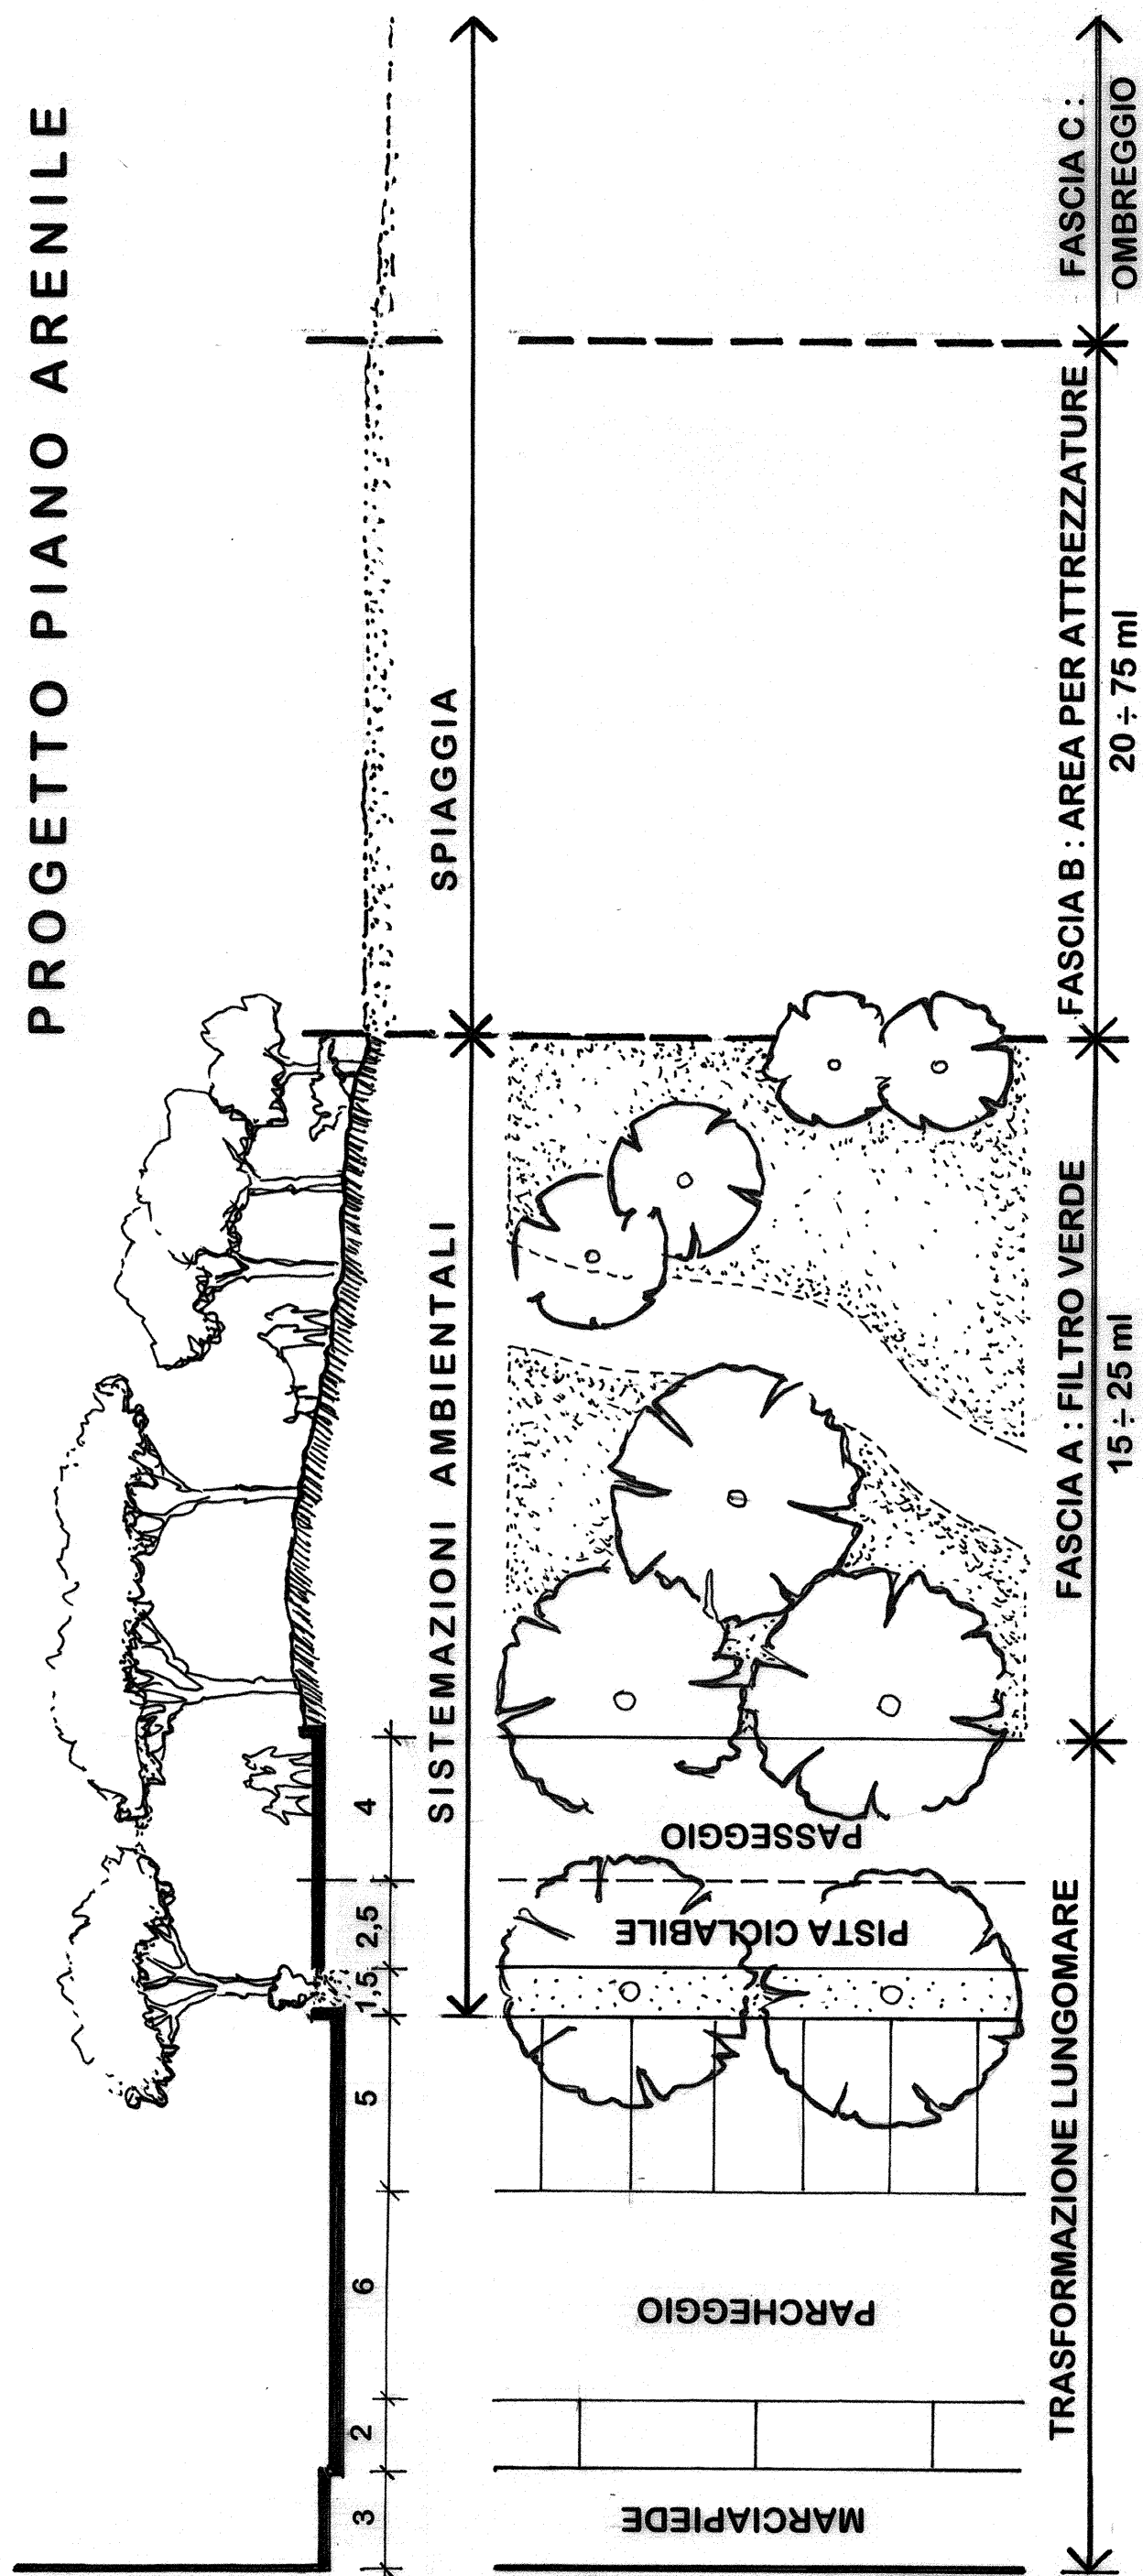 PROGETTO PIANO ARENILE
3
2
6
5
1,5
2,5
4
SISTEMAZIONI AMBIENTALI
SPIAGGIA
MARCIAPIEDE
PARCHEGGIO
PISTA CICLABILE
PASSEGGIO
TRASFORMAZIONE LUNGOMARE
FASCIA A : FILTRO VERDE
15 ÷ 25 ml
FASCIA B : AREA PER ATTREZZATURE
20 ÷ 75 ml
FASCIA C :
OMBREGGIO